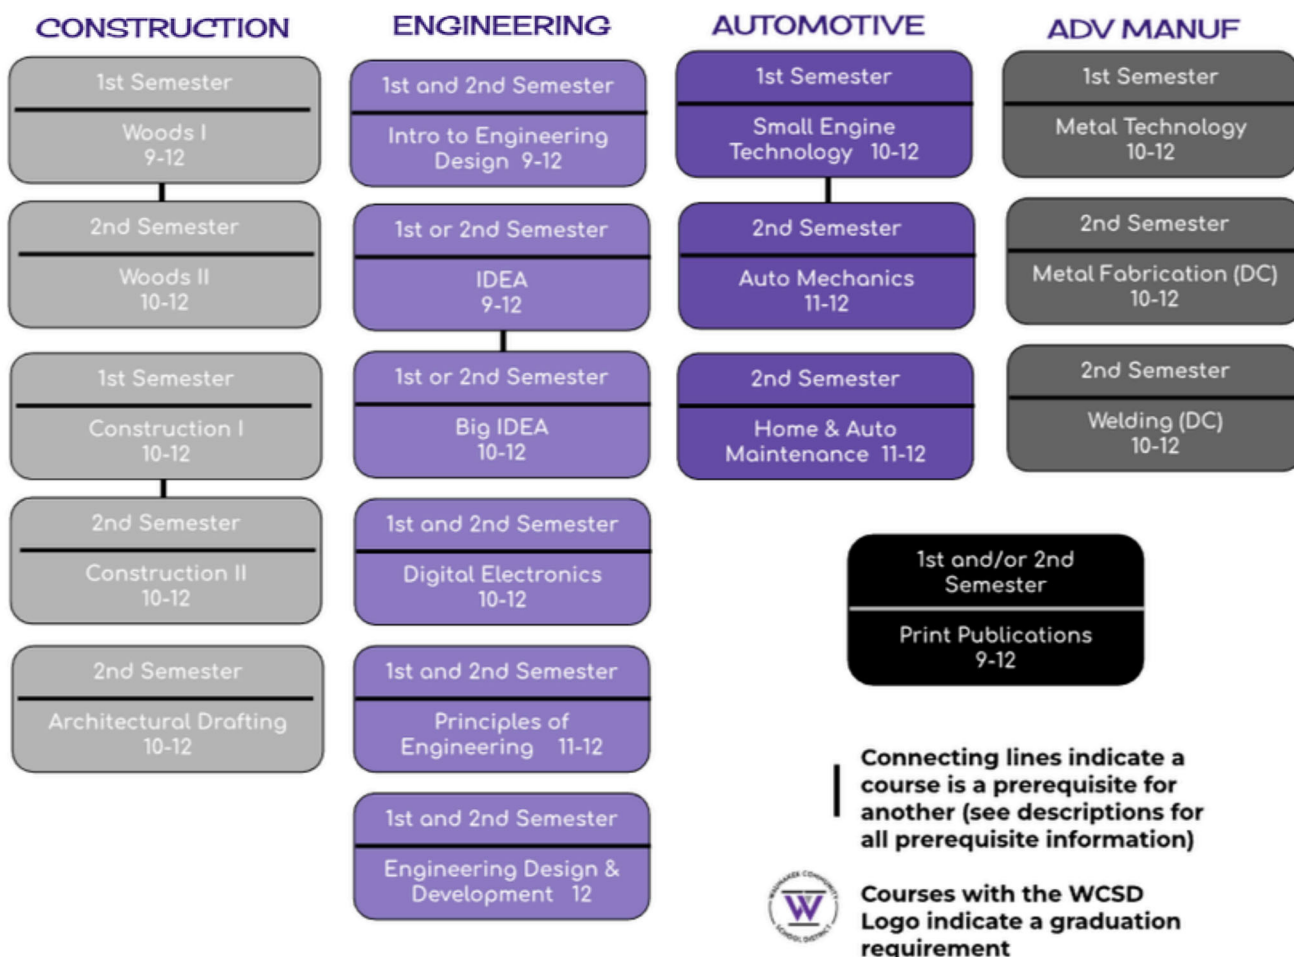 CONSTRUCTION
1st Semester
Woods I
9-12
2nd Semester
Woods II
10-12
1st Semester
Construction I
10-12
2nd Semester
Construction II
10-12
2nd Semester
Architectural Drafting
10-12
ENGINEERING
1st and 2nd Semester
Intro to Engineering
Design 9-12
1st or 2nd Semester
IDEA
9-12
1st or 2nd Semester
Big IDEA
10-12
1st and 2nd Semester
Digital Electronics
10-12
1st and 2nd Semester
Principles of
Engineering 11-12
1st and 2nd Semester
Engineering Design &
Development 12
AUTOMOTIVE
1st Semester
Small Engine
Technology 10-12
2nd Semester
Auto Mechanics
11-12
2nd Semester
Home & Auto
Maintenance 11-12
ADV MANUF
1st Semester
Metal Technology
10-12
2nd Semester
Metal Fabrication (DC)
10-12
2nd Semester
Welding (DC)
10-12
1st and/or 2nd
Semester
Print Publications
9-12
Connecting lines indicate a
course is a prerequisite for
another (see descriptions for
all prerequisite information)
WAUNAKEE COMMUNITY
W
SCHOOL DISTRICT
Courses with the WCSD
Logo indicate a graduation
requirement